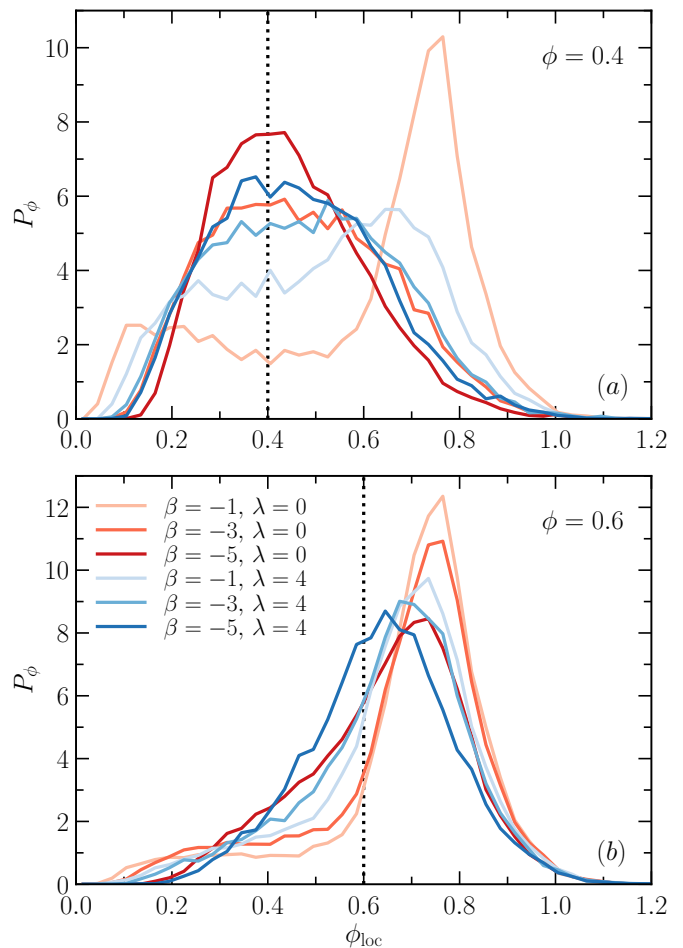 10
8
6
4
2
0
P_ϕ
ϕ = 0.4
(a)
0.0 0.2 0.4 0.6 0.8 1.0 1.2
12
10
8
6
4
2
0
P_ϕ
β = −1, λ = 0
β = −3, λ = 0
β = −5, λ = 0
β = −1, λ = 4
β = −3, λ = 4
β = −5, λ = 4
ϕ = 0.6
(b)
0.0 0.2 0.4 0.6 0.8 1.0 1.2
ϕ_loc